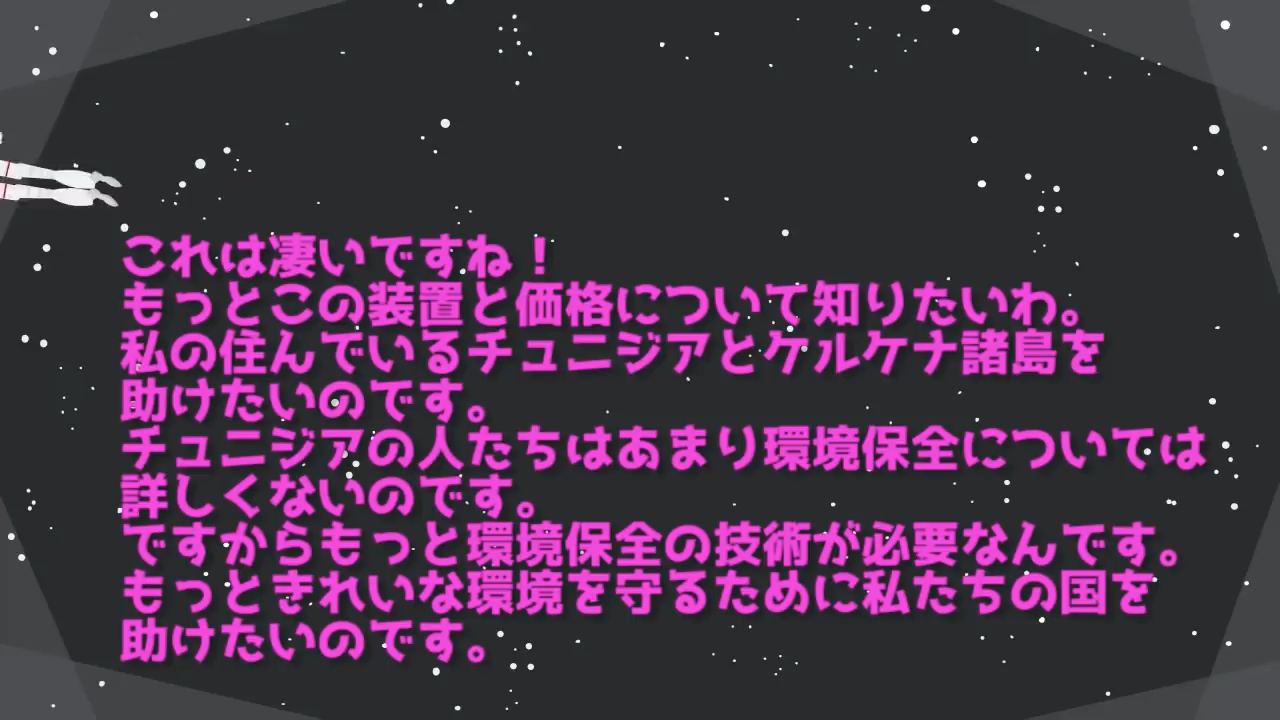 これは凄いですね！
もっとこの装置と価格について知りたいわ。
私の住んでいるチュニジアとケルケナ諸島を
助けたいのです。
チュニジアの人たちはあまり環境保全については
詳しくないのです。
ですからもっと環境保全の技術が必要なんです。
もっときれいな環境を守るために私たちの国を
助けたいのです。